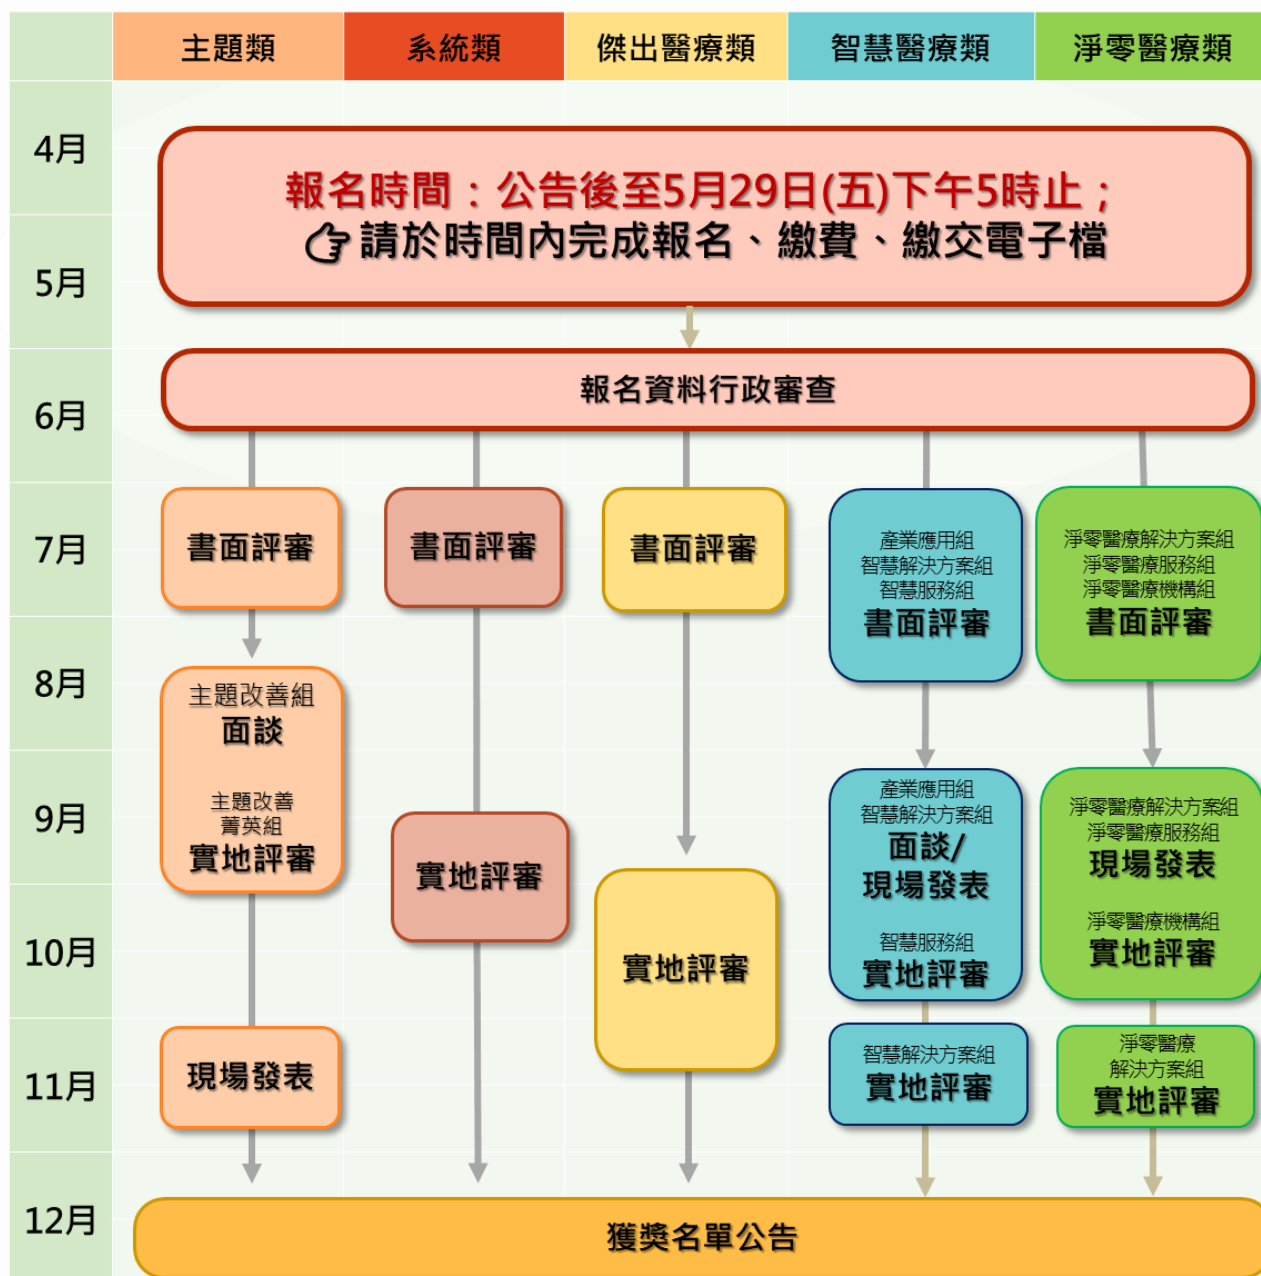 主題類
系統類
傑出醫療類
智慧醫療類
淨零醫療類
4月
5月
6月
7月
8月
9月
10月
11月
12月
報名時間：公告後至5月29日(五)下午5時止；
請於時間內完成報名、繳費、繳交電子檔
報名資料行政審查
書面評審
主題改善組
面談
主題改善
菁英組
實地評審
現場發表
書面評審
實地評審
書面評審
實地評審
產業應用組
智慧解決方案組
智慧服務組
書面評審
產業應用組
智慧解決方案組
面談/
現場發表
智慧服務組
實地評審
智慧解決方案組
實地評審
淨零醫療解決方案組
淨零醫療服務組
淨零醫療機構組
書面評審
淨零醫療解決方案組
淨零醫療服務組
現場發表
淨零醫療機構組
實地評審
淨零醫療
解決方案組
實地評審
獲獎名單公告